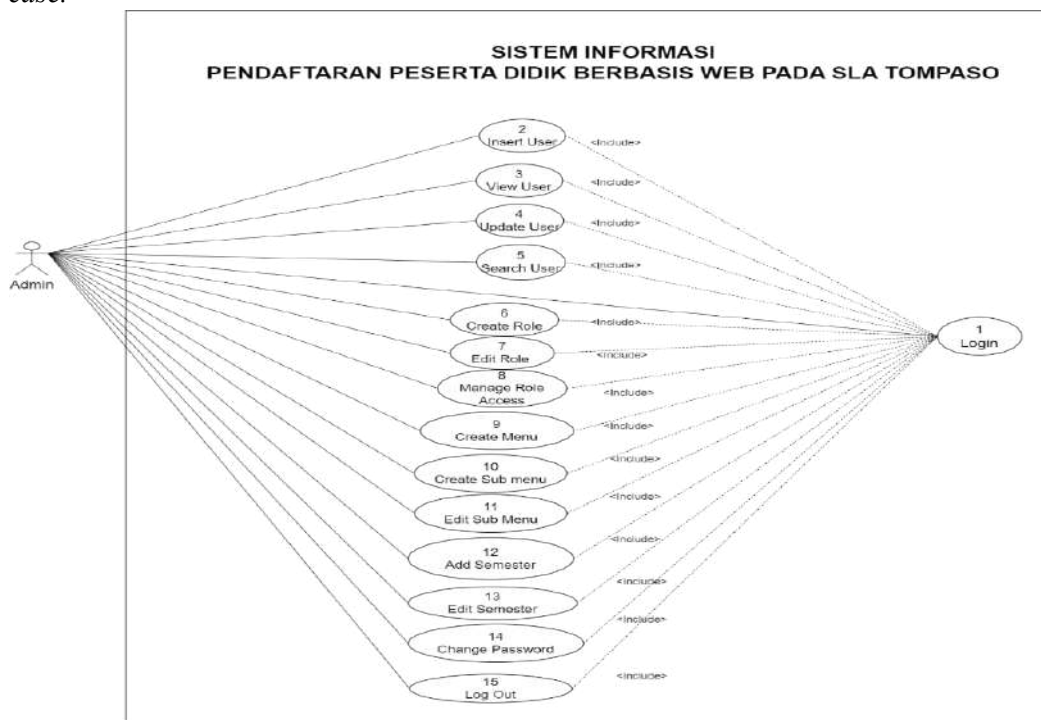 case.
SISTEM INFORMASI
PENDAFTARAN PESERTA DIDIK BERBASIS WEB PADA SLA TOMPASO
2
Insert User
<Include>
3
View User
<Include>
4
Update User
<Include>
5
Search User
<Include>
Admin
6
Create Role
<Include>
1
Login
7
Edit Role
<Include>
8
Manage Role
Access
<Include>
9
Create Menu
<Include>
10
Create Sub menu
<Include>
11
Edit Sub Menu
<Include>
12
Add Semester
<Include>
13
Edit Semester
<Include>
14
Change Password
<Include>
15
Log Out
<Include>